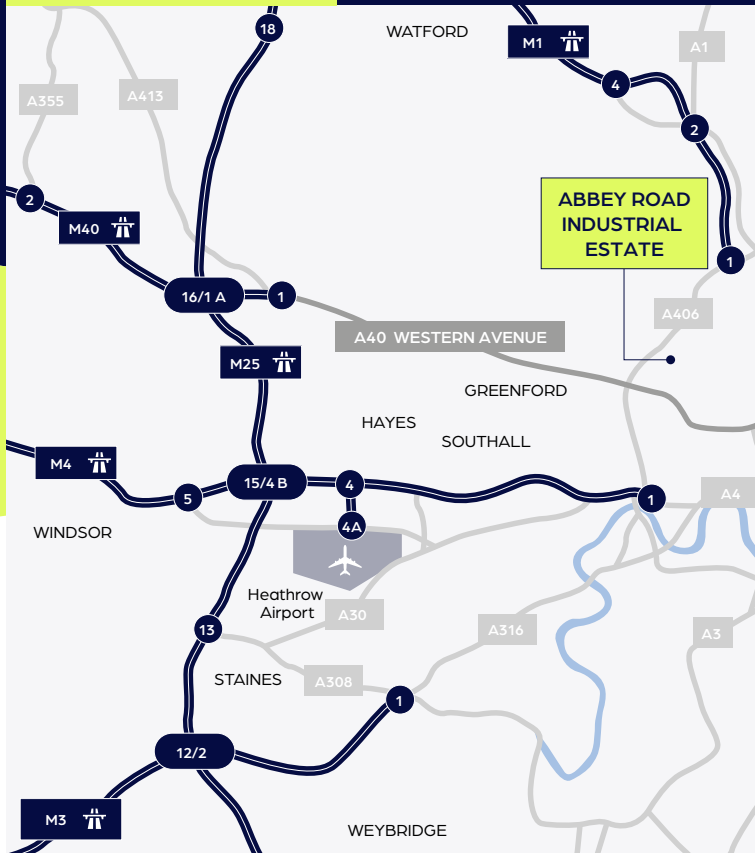 18
WATFORD
M1
A1
A355
A413
4
2
2
M40
ABBEY ROAD
INDUSTRIAL
ESTATE
1
16/1 A
1
A406
A40 WESTERN AVENUE
M25
GREENFORD
HAYES
SOUTHALL
M4
15/4 B
4
5
1
A4
4A
WINDSOR
Heathrow
Airport
A30
13
A316
A3
STAINES
A308
1
12/2
M3
WEYBRIDGE